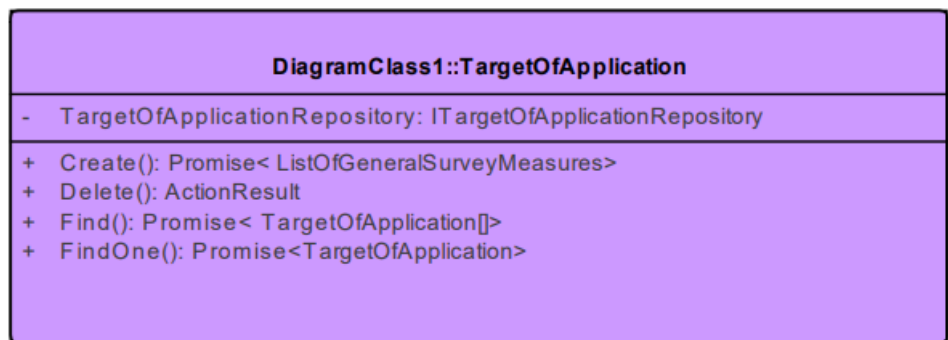 DiagramClass1::TargetOfApplication
- TargetOfApplicationRepository: ITargetOfApplicationRepository
+ Create(): Promise< ListOfGeneralSurveyMeasures>
+ Delete(): ActionResult
+ Find(): Promise< TargetOfApplication[]>
+ FindOne(): Promise<TargetOfApplication>